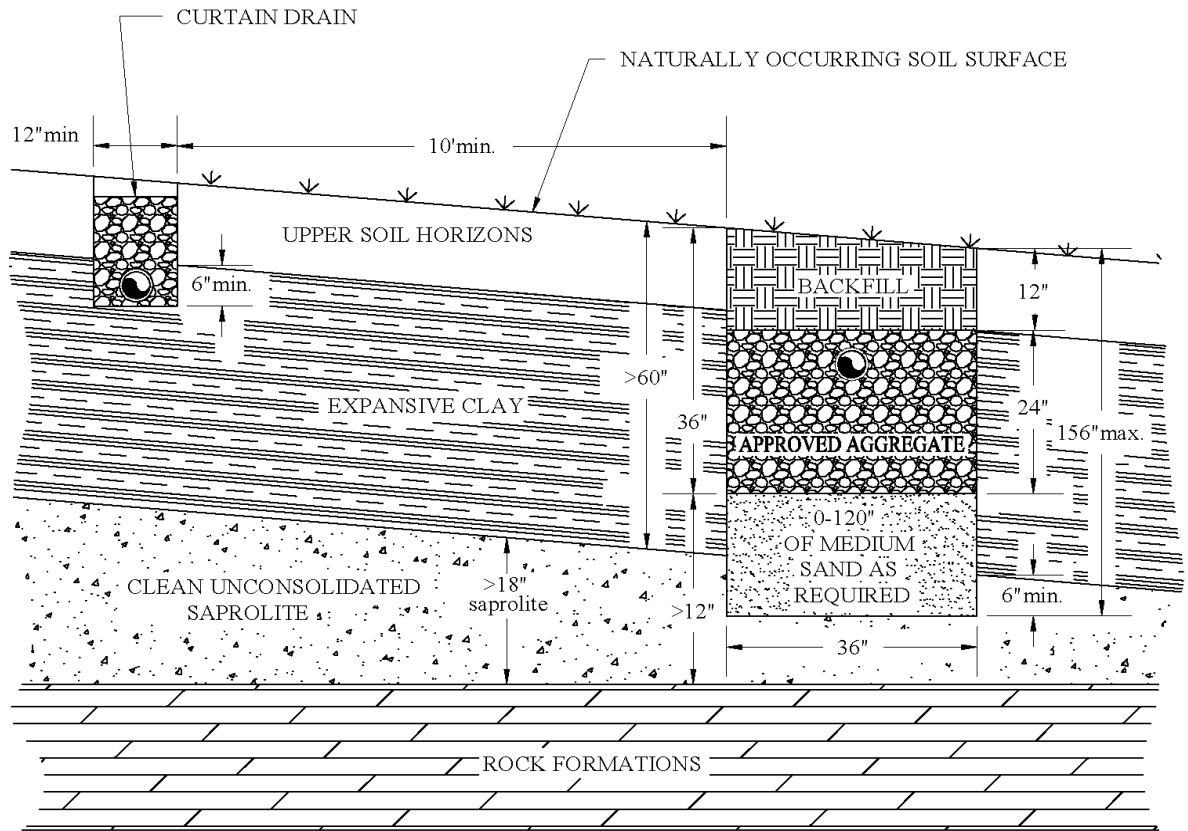 CURTAIN DRAIN
NATURALLY OCCURRING SOIL SURFACE
12"min
10'min.
UPPER SOIL HORIZONS
6"min.
BACKFILL
12"
>60"
EXPANSIVE CLAY
36"
24"
156"max.
APPROVED AGGREGATE
0-120"
OF MEDIUM
SAND AS
REQUIRED
CLEAN UNCONSOLIDATED
SAPROLITE
>18"
saprolite
>12"
6"min.
36"
ROCK FORMATIONS